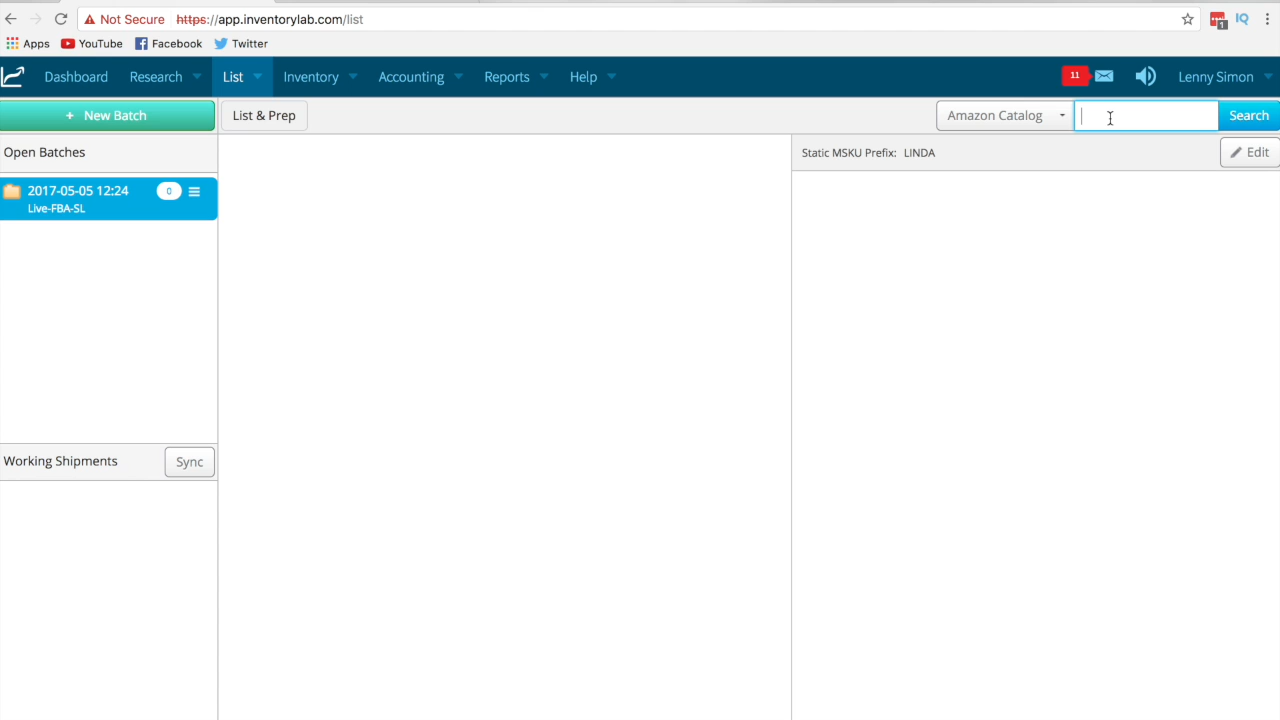 Not Secure https://app.inventorylab.com/list 1 IQ
Apps YouTube Facebook Twitter
Dashboard Research List Inventory Accounting Reports Help 11 Lenny Simon
+ New Batch List & Prep Amazon Catalog Search
Open Batches Static MSKU Prefix: LINDA Edit
2017-05-05 12:24 0
Live-FBA-SL
Working Shipments Sync